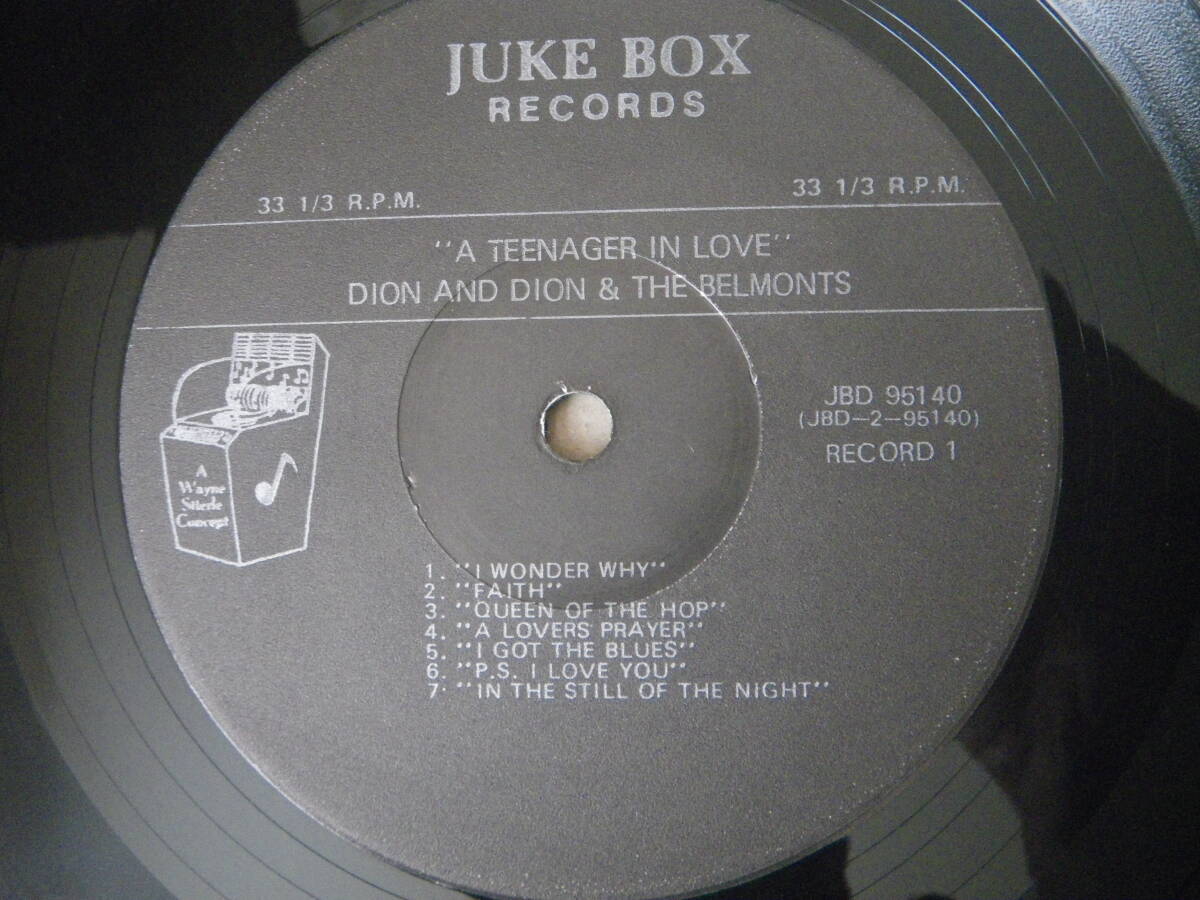 JUKE BOX
RECORDS
33 1/3 R.P.M. 33 1/3 R.P.M.
"A TEENAGER IN LOVE"
DION AND DION & THE BELMONTS
JBD 95140
(JBD-2-95140)
RECORD 1
A
Wayne
Stierle
Concept
1. "I WONDER WHY"
2. "FAITH"
3. "QUEEN OF THE HOP"
4. "A LOVERS PRAYER"
5. "I GOT THE BLUES"
6. "P.S. I LOVE YOU"
7. "IN THE STILL OF THE NIGHT"